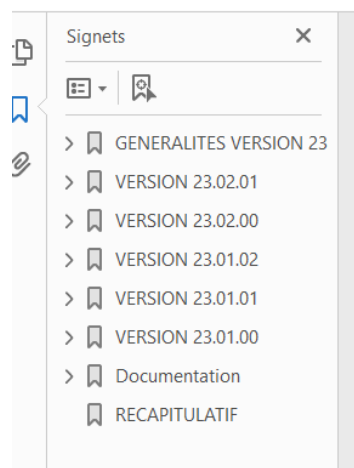 Signets
GENERALITES VERSION 23
VERSION 23.02.01
VERSION 23.02.00
VERSION 23.01.02
VERSION 23.01.01
VERSION 23.01.00
Documentation
RECAPITULATIF